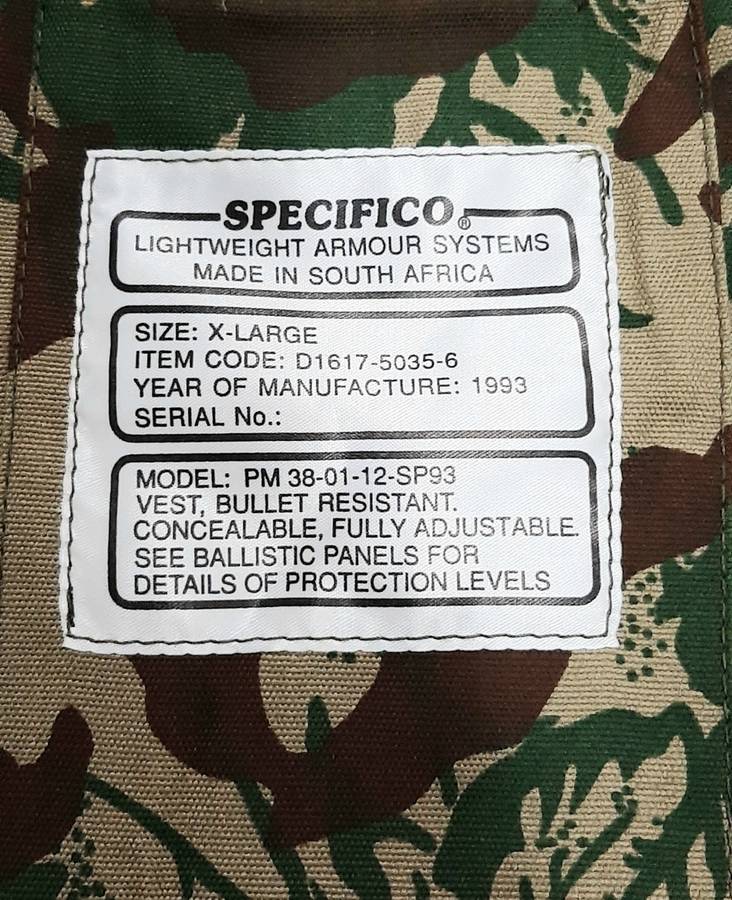 SPECIFICO®
LIGHTWEIGHT ARMOUR SYSTEMS
MADE IN SOUTH AFRICA
SIZE: X-LARGE
ITEM CODE: D1617-5035-6
YEAR OF MANUFACTURE: 1993
SERIAL No.:
MODEL: PM 38-01-12-SP93
VEST, BULLET RESISTANT.
CONCEALABLE, FULLY ADJUSTABLE.
SEE BALLISTIC PANELS FOR
DETAILS OF PROTECTION LEVELS